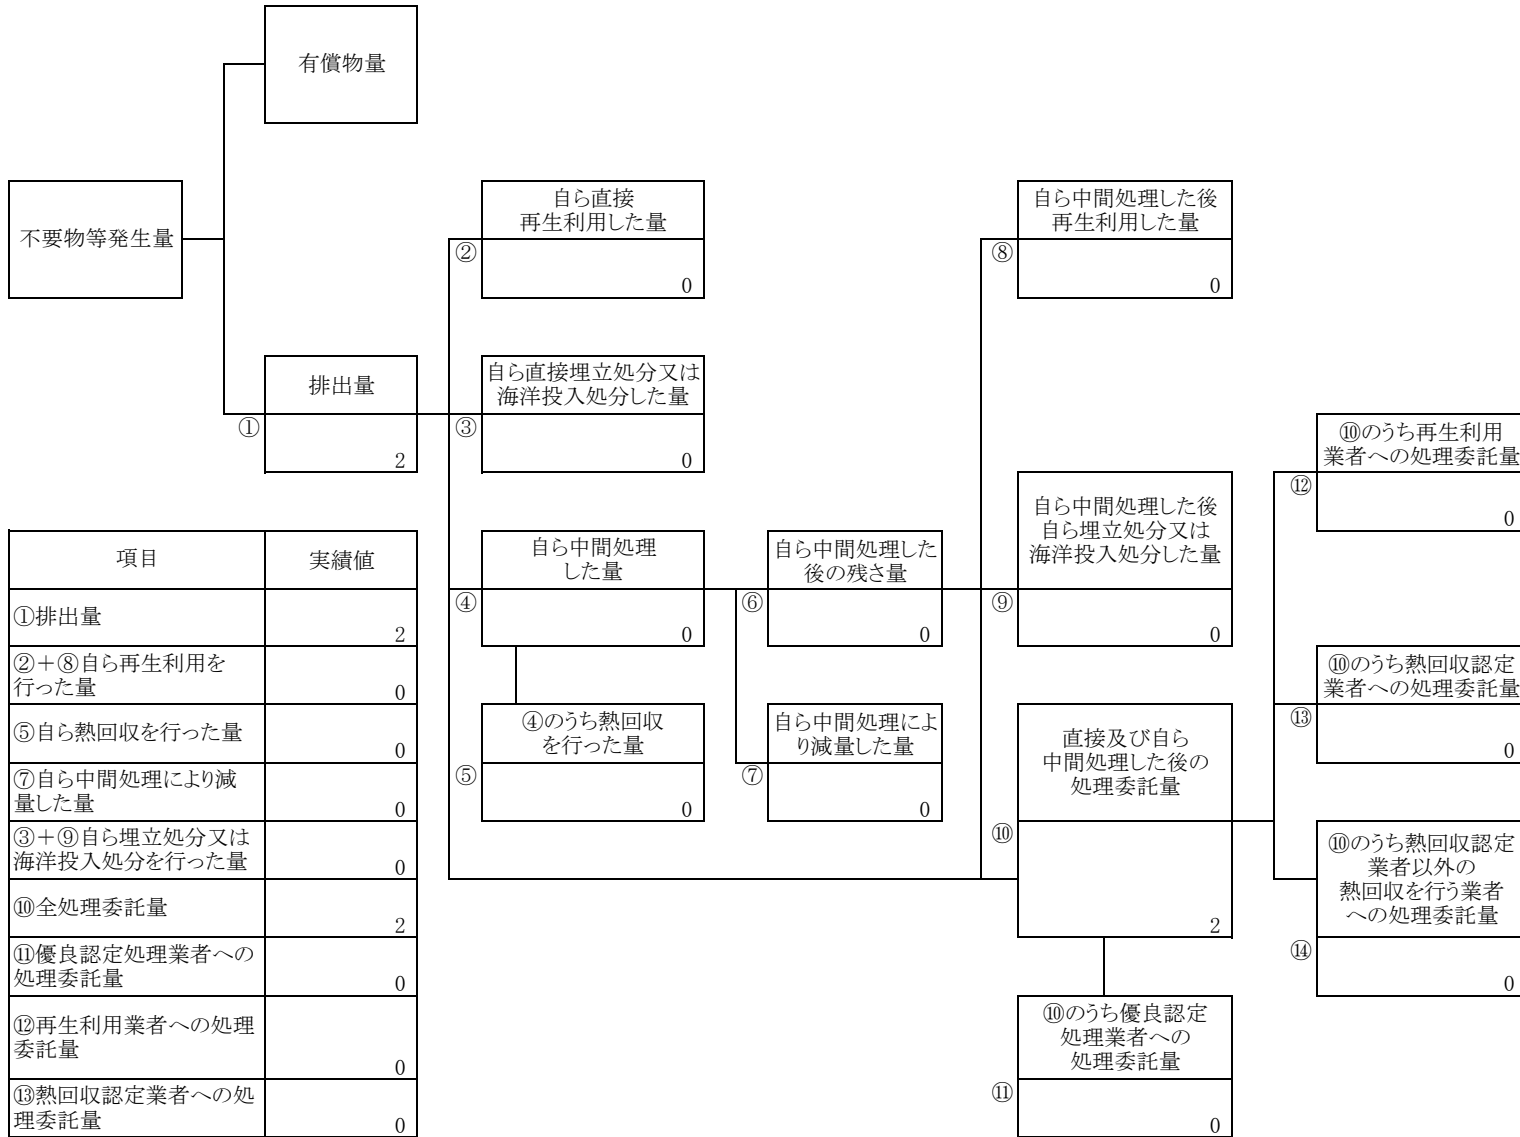 有償物量
不要物等発生量
自ら直接
再生利用した量
②
0
自ら中間処理した後
再生利用した量
⑧
0
排出量
①
2
自ら直接埋立処分又は
海洋投入処分した量
③
0
自ら中間処理
した量
④
0
自ら中間処理した
後の残さ量
⑥
0
自ら中間処理した後
自ら埋立処分又は
海洋投入処分した量
⑨
0
⑩のうち再生利用
業者への処理委託量
⑫
0
④のうち熱回収
を行った量
⑤
0
自ら中間処理によ
り減量した量
⑦
0
直接及び自ら
中間処理した後の
処理委託量
⑩
2
⑩のうち熱回収認定
業者への処理委託量
⑬
0
⑩のうち熱回収認定
業者以外の
熱回収を行う業者
への処理委託量
⑭
0
⑩のうち優良認定
処理業者への
処理委託量
⑪
0
項目 実績値
①排出量
2
②+⑧自ら再生利用を
行った量
0
⑤自ら熱回収を行った量
0
⑦自ら中間処理により減
量した量
0
③+⑨自ら埋立処分又は
海洋投入処分を行った量
0
⑩全処理委託量
2
⑪優良認定処理業者への
処理委託量
0
⑫再生利用業者への処理
委託量
0
⑬熱回収認定業者への処
理委託量
0